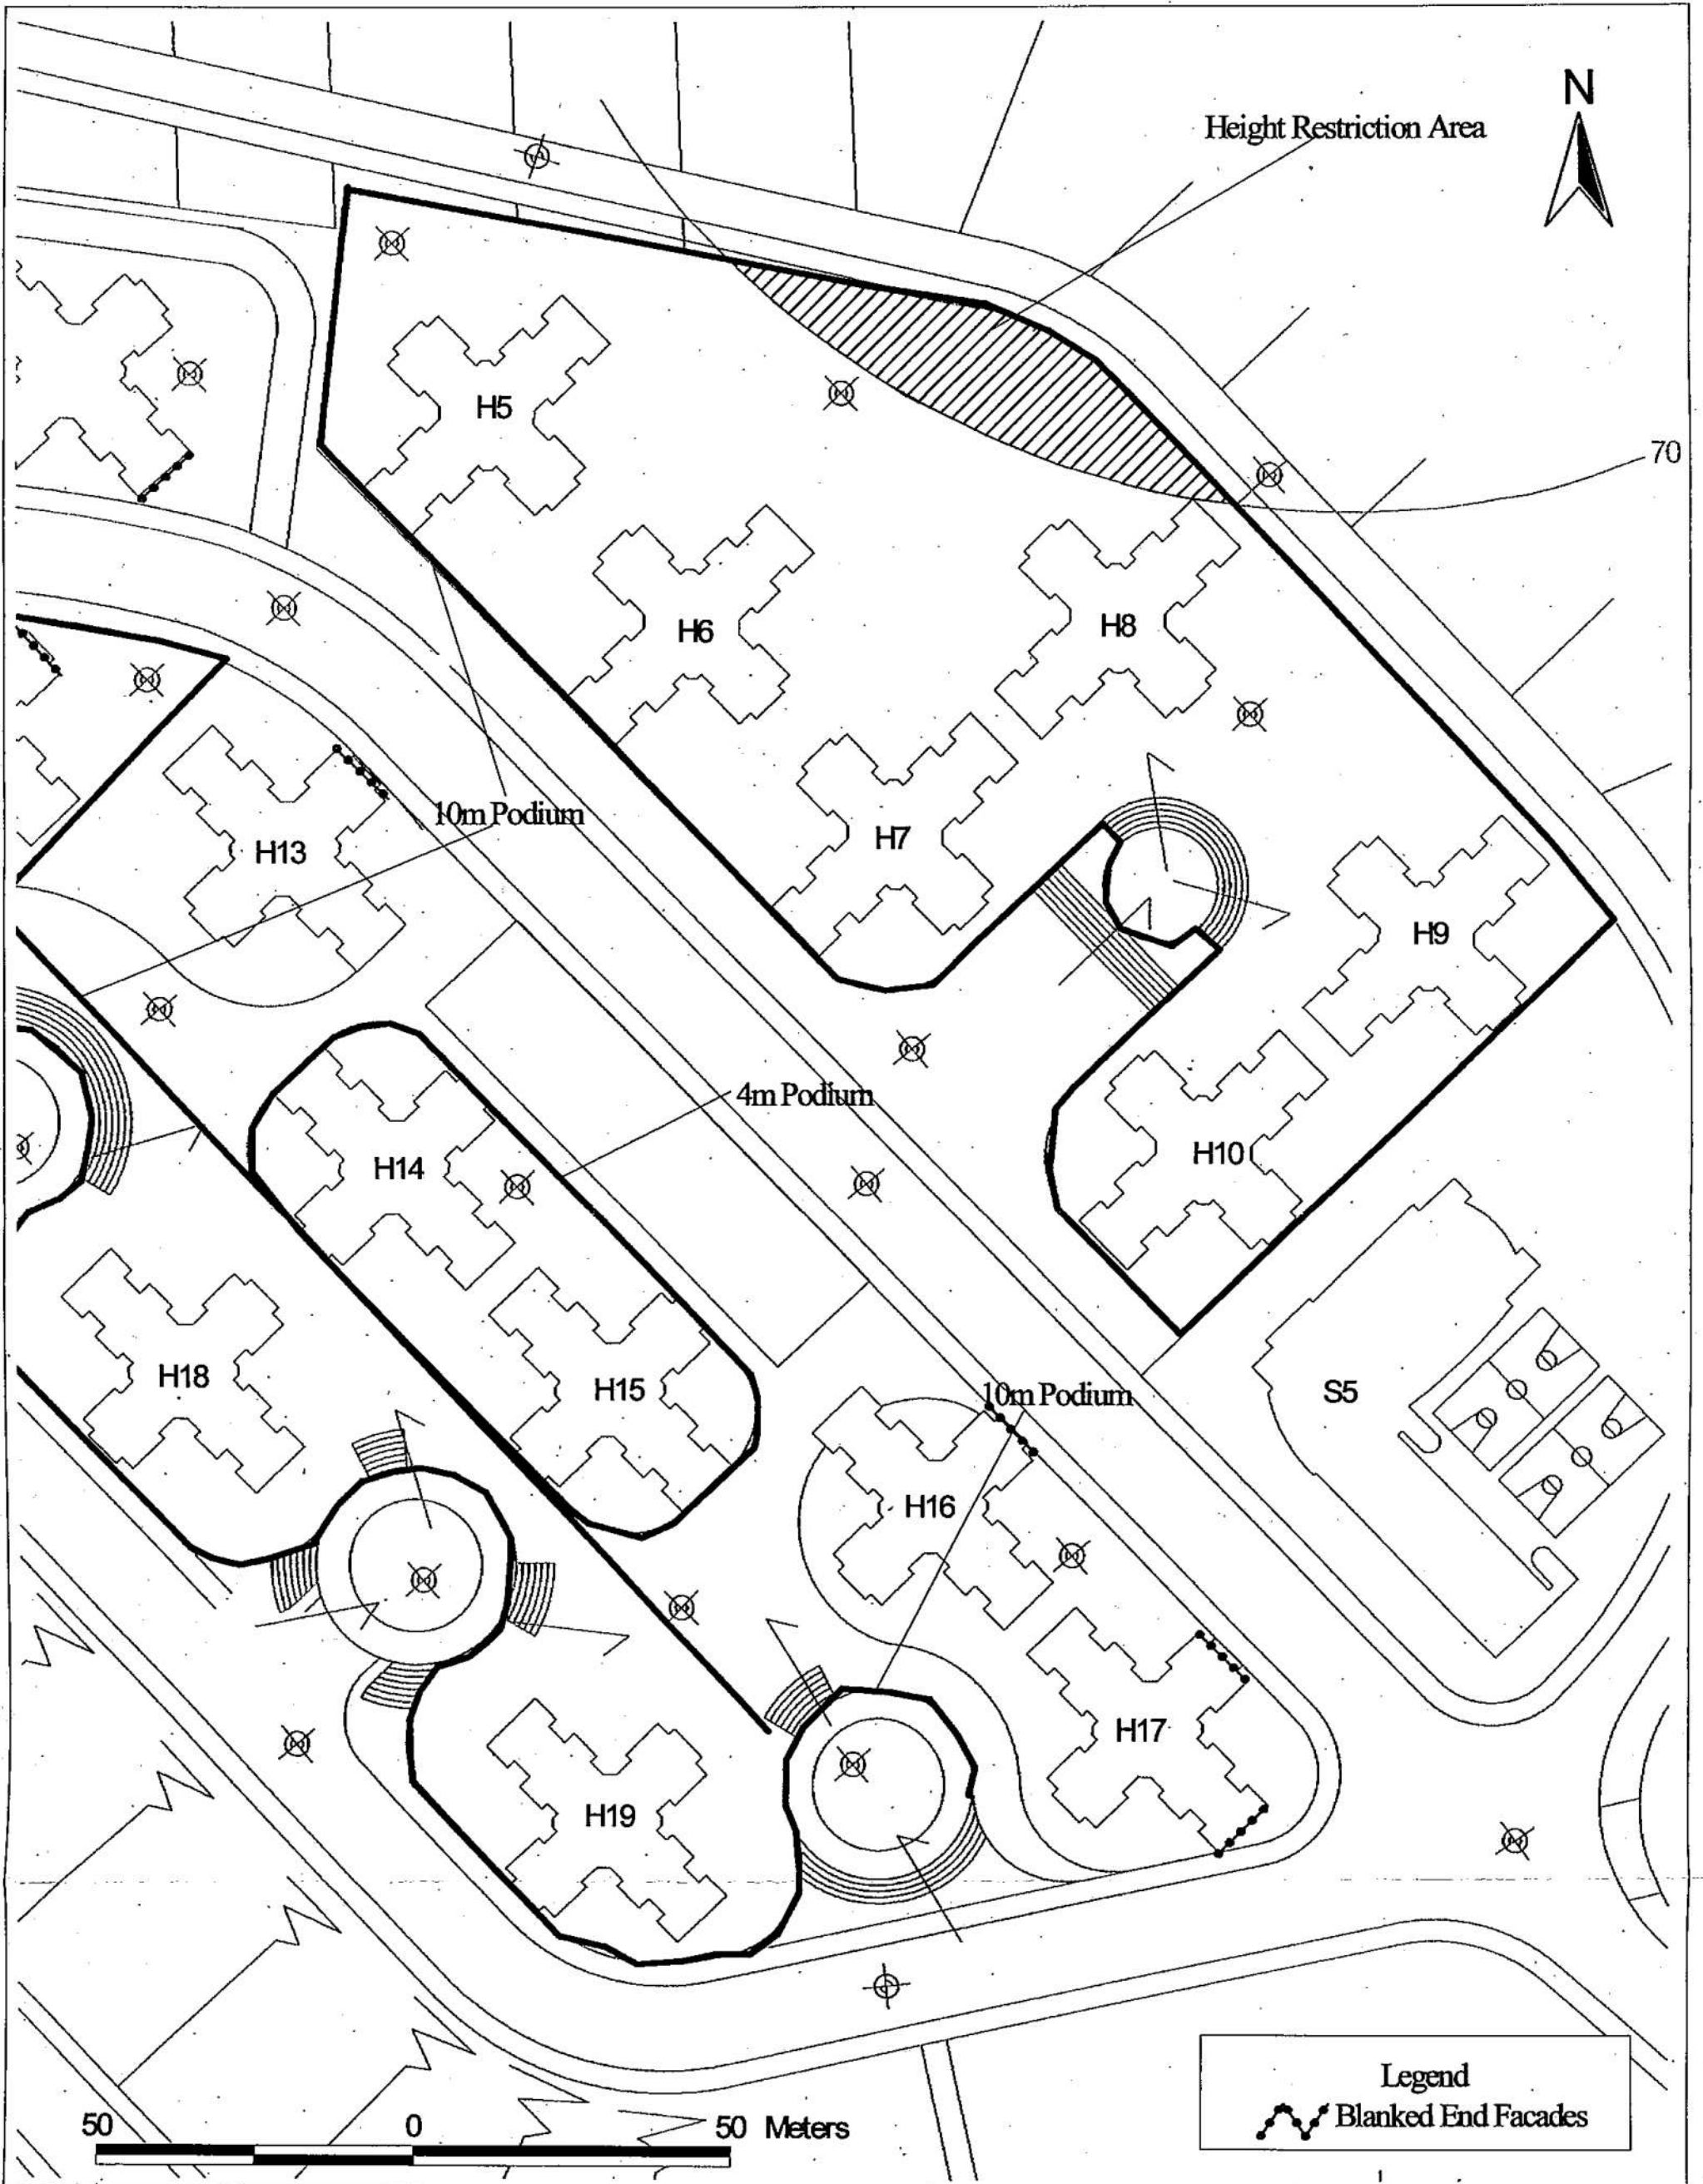 N
Height Restriction Area
H5
70
H6
H8
10m Podium
H13
H7
H9
4m Podium
H14
H10
H18
H15
10m Podium
S5
H16
H17
H19
Legend
Blanked End Facades
50 0 50 Meters